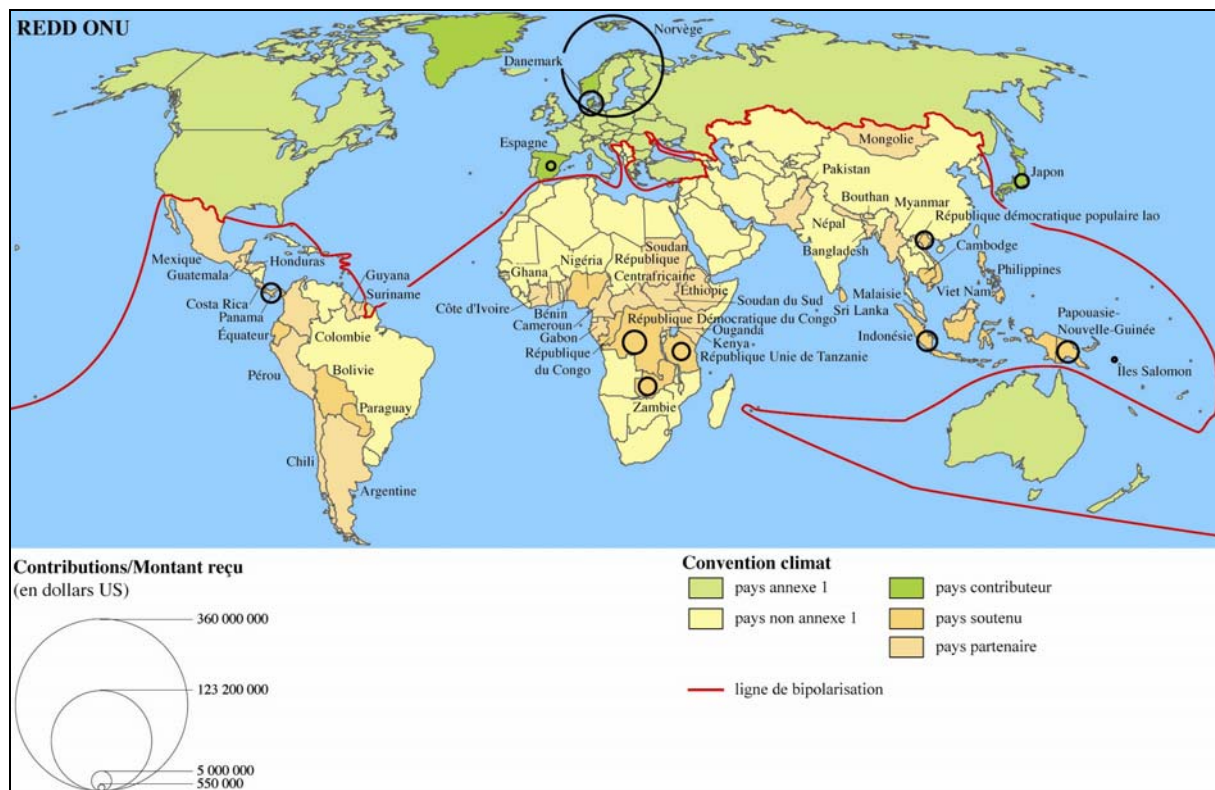 REDD ONU
Norvège
Danemark
Espagne
Mongolie
Japon
Pakistan
Bouthan
Myanmar
Népal
République démocratique populaire lao
Bangladesh
Cambodge
Philippines
Viet Nam
Malaisie
Sri Lanka
Indonésie
Papouasie-
Nouvelle-Guinée
Îles Salomon
Mexique
Guatemala
Honduras
Costa Rica
Panama
Guyana
Suriname
Équateur
Colombie
Pérou
Bolivie
Paraguay
Chili
Argentine
Soudan
République
Centrafricaine
Nigéria
Ghana
Éthiopie
Côte d'Ivoire
Bénin
Cameroun
Gabon
Soudan du Sud
République Démocratique du Congo
Ouganda
Kenya
République
du Congo
République Unie de Tanzanie
Zambie
Contributions/Montant reçu
(en dollars US)
360 000 000
123 200 000
5 000 000
550 000
Convention climat
pays annexe 1
pays non annexe 1
pays contributeur
pays soutenu
pays partenaire
ligne de bipolarisation